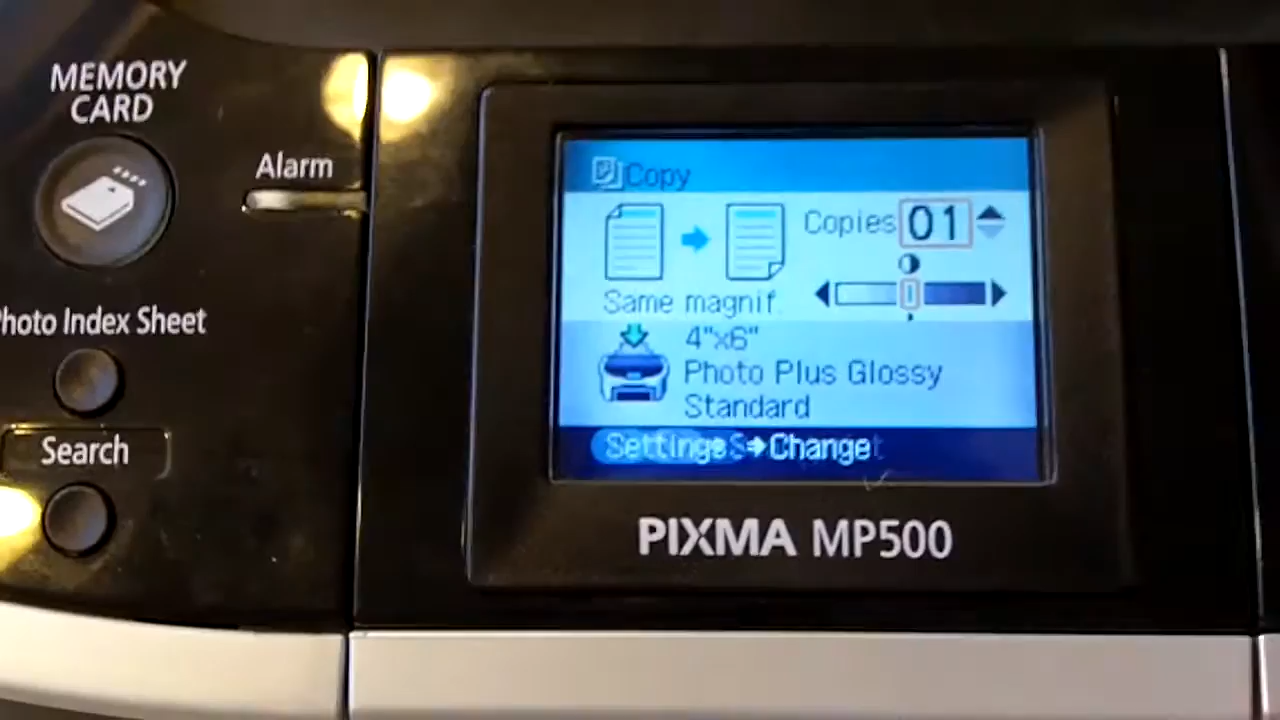 MEMORY
CARD
Alarm
Photo Index Sheet
Search
Copy
Copies 01
Same magnif.
4"x6"
Photo Plus Glossy
Standard
Settings Change
PIXMA MP500